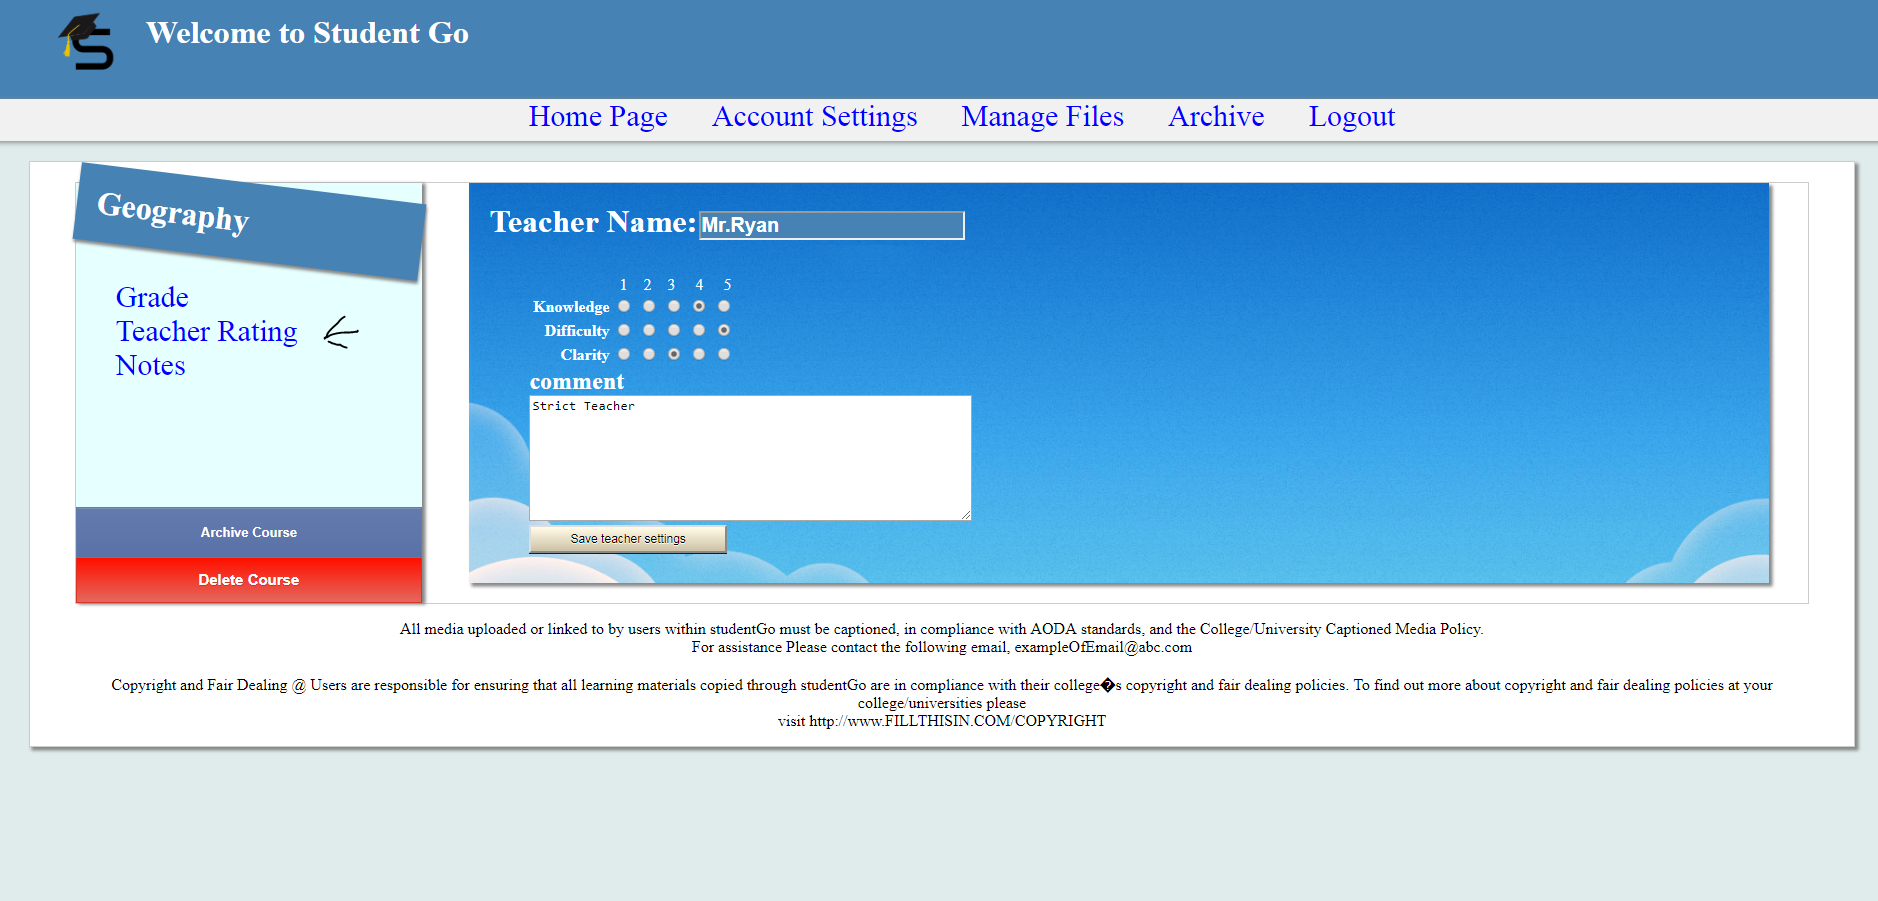 Welcome to Student Go
Home Page Account Settings Manage Files Archive Logout
Geography
Grade
Teacher Rating
Notes
Archive Course
Delete Course
Teacher Name: Mr.Ryan
1 2 3 4 5
Knowledge
Difficulty
Clarity
comment
Strict Teacher
Save teacher settings
All media uploaded or linked to by users within studentGo must be captioned, in compliance with AODA standards, and the College/University Captioned Media Policy.
For assistance Please contact the following email, exampleOfEmail@abc.com
Copyright and Fair Dealing @ Users are responsible for ensuring that all learning materials copied through studentGo are in compliance with their college�s copyright and fair dealing policies. To find out more about copyright and fair dealing policies at your
college/universities please
visit http://www.FILLTHISIN.COM/COPYRIGHT